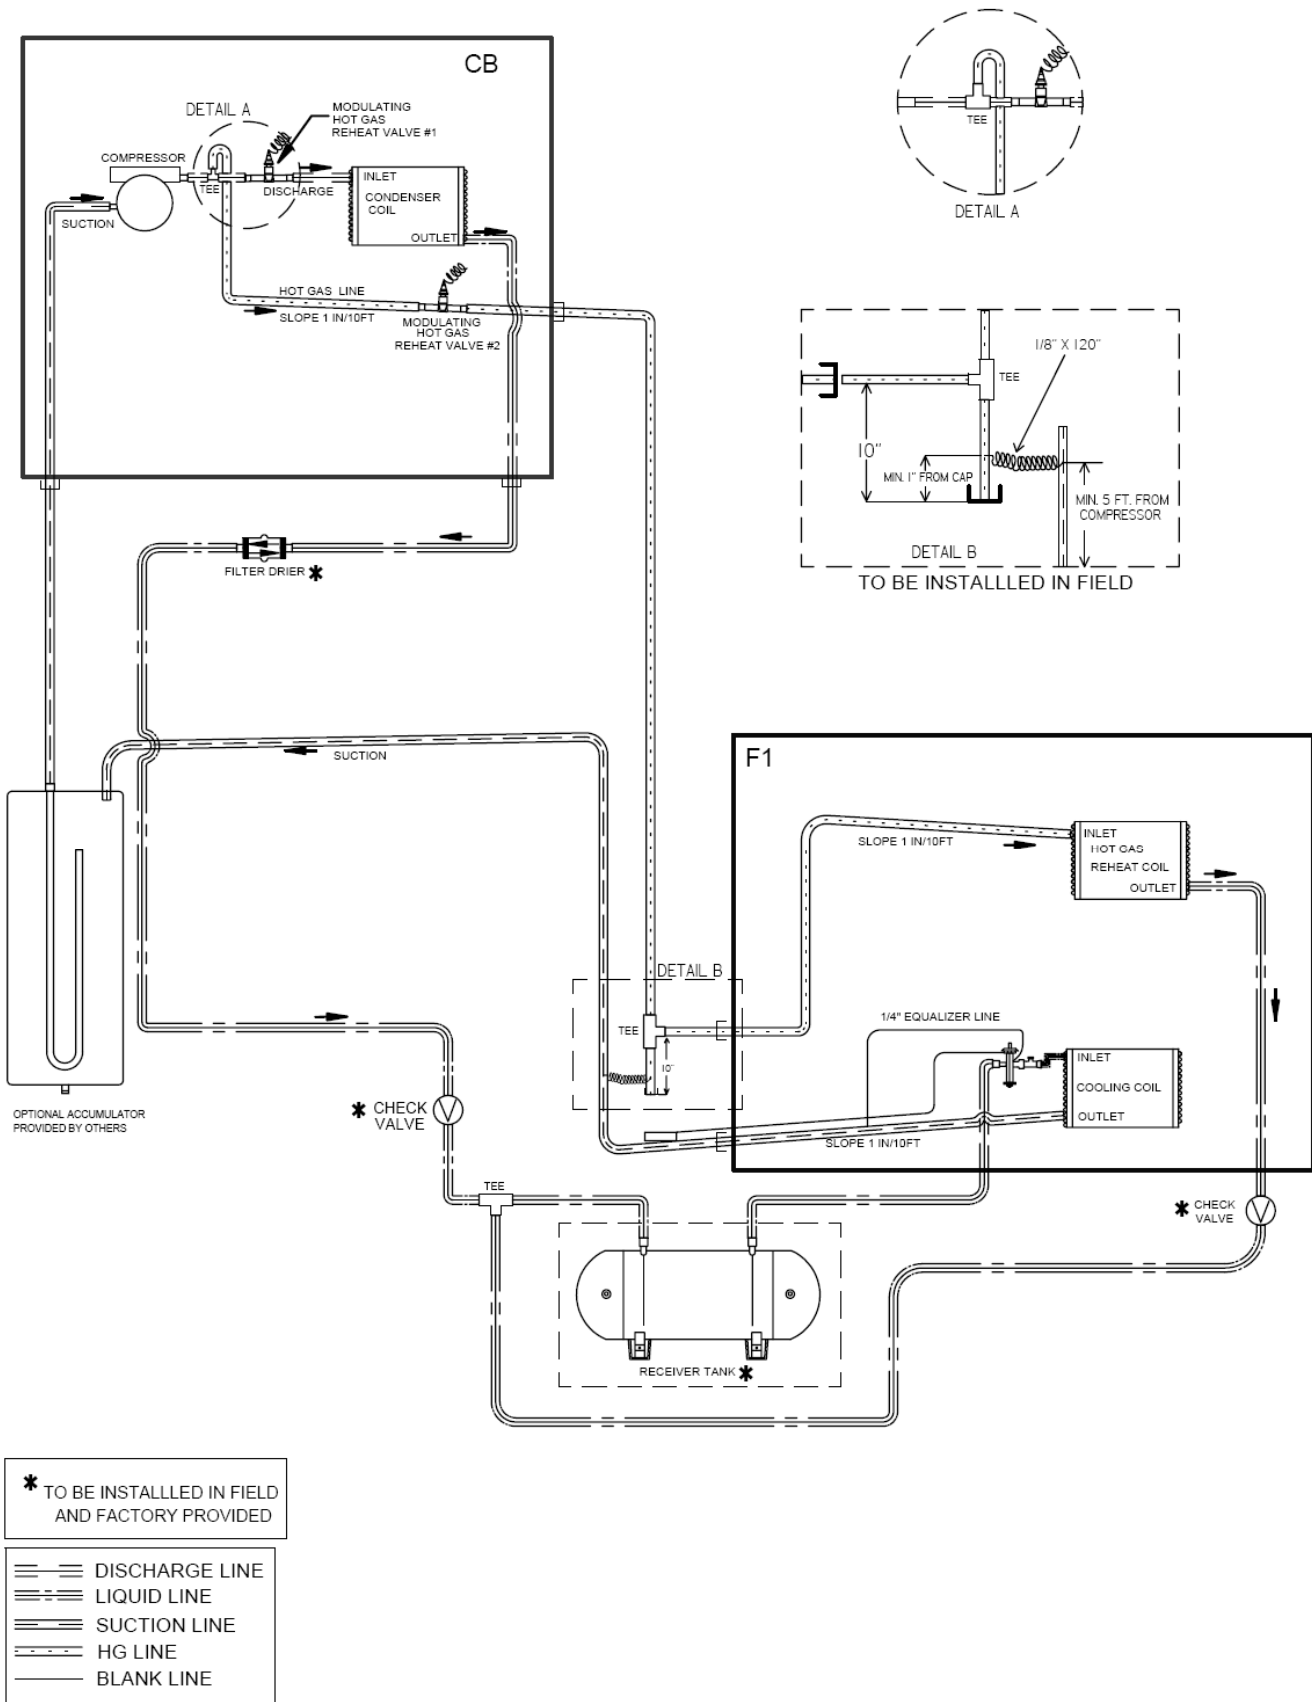 CB
DETAIL A
MODULATING
HOT GAS
REHEAT VALVE #1
COMPRESSOR
TEE
DISCHARGE
INLET
CONDENSER
COIL
OUTLET
SUCTION
HOT GAS LINE
SLOPE 1 IN/10FT
MODULATING
HOT GAS
REHEAT VALVE #2
TEE
DETAIL A
1/8" X 120"
TEE
10"
MIN. 1" FROM CAP
MIN. 5 FT. FROM
COMPRESSOR
DETAIL B
TO BE INSTALLLED IN FIELD
FILTER DRIER *
SUCTION
F1
SLOPE 1 IN/10FT
INLET
HOT GAS
REHEAT COIL
OUTLET
DETAIL B
TEE
10"
1/4" EQUALIZER LINE
INLET
COOLING COIL
OUTLET
SLOPE 1 IN/10FT
OPTIONAL ACCUMULATOR
PROVIDED BY OTHERS
* CHECK
VALVE
V
TEE
* CHECK
VALVE
V
RECEIVER TANK *
* TO BE INSTALLLED IN FIELD
AND FACTORY PROVIDED
DISCHARGE LINE
LIQUID LINE
SUCTION LINE
HG LINE
BLANK LINE